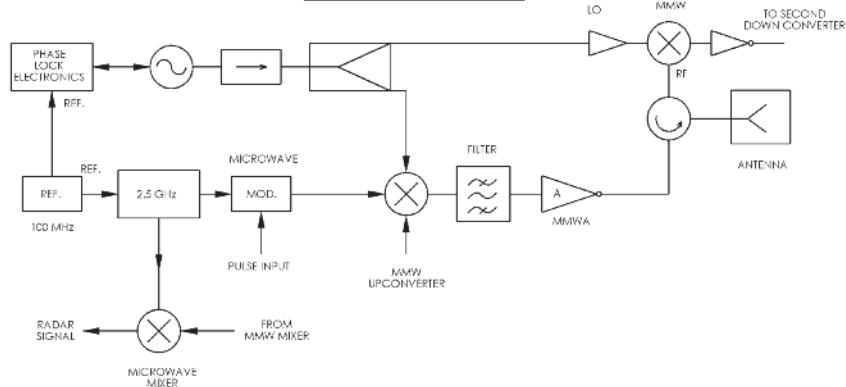 LO
MMW
TO SECOND
DOWN CONVERTER
PHASE
LOCK
ELECTRONICS
RF
REF.
ANTENNA
FILTER
MICROWAVE
REF.
REF.
2.5 GHz
MOD.
A
MMWA
100 MHz
PULSE INPUT
MMW
UPCONVERTER
RADAR
SIGNAL
FROM
MMW MIXER
MICROWAVE
MIXER